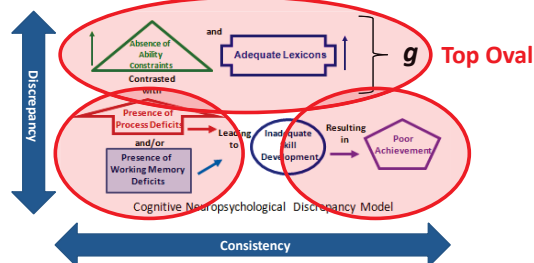 Discrepancy
Absence of
Ability
Constraints
and
Adequate Lexicons
g
Top Oval
Contrasted
with
Presence of
Process Deficits
and/or
Presence of
Working Memory
Deficits
Leading
to
Inadequate
Skill
Development
Resulting
in
Poor
Achievement
Cognitive Neuropsychological Discrepancy Model
Consistency